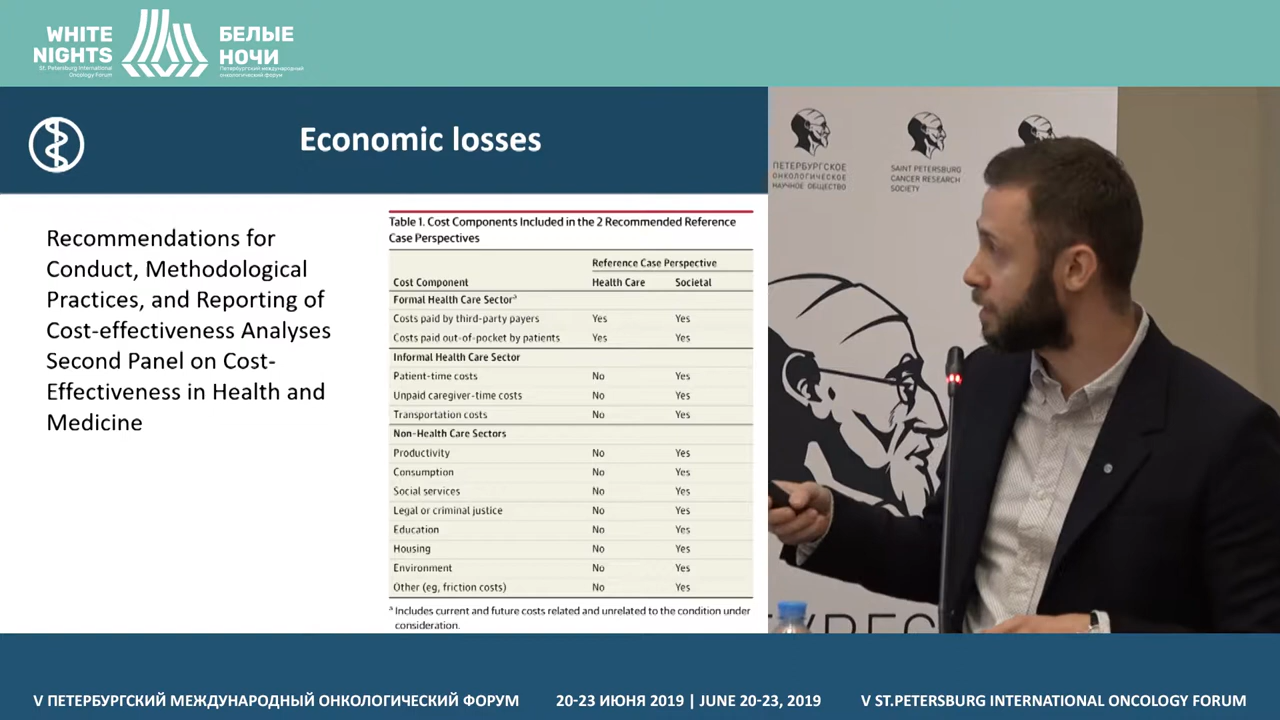 WHITE
NIGHTS
St. Petersburg International
Oncology Forum
БЕЛЫЕ
НОЧИ
Петербургский международный
онкологический форум
Economic losses
Recommendations for
Conduct, Methodological
Practices, and Reporting of
Cost-effectiveness Analyses
Second Panel on Cost-
Effectiveness in Health and
Medicine
Table 1. Cost Components Included in the 2 Recommended Reference
Case Perspectives
Reference Case Perspective
Cost Component Health Care Societal
Formal Health Care Sectorᵃ
Costs paid by third-party payers Yes Yes
Costs paid out-of-pocket by patients Yes Yes
Informal Health Care Sector
Patient-time costs No Yes
Unpaid caregiver-time costs No Yes
Transportation costs No Yes
Non-Health Care Sectors
Productivity No Yes
Consumption No Yes
Social services No Yes
Legal or criminal justice No Yes
Education No Yes
Housing No Yes
Environment No Yes
Other (eg, friction costs) No Yes
ᵃ Includes current and future costs related and unrelated to the condition under
consideration.
ПЕТЕРБУРГСКОЕ
ОНКОЛОГИЧЕСКОЕ
НАУЧНОЕ ОБЩЕСТВО
SAINT PETERSBURG
CANCER RESEARCH
SOCIETY
V ПЕТЕРБУРГСКИЙ МЕЖДУНАРОДНЫЙ ОНКОЛОГИЧЕСКИЙ ФОРУМ
20-23 ИЮНЯ 2019 | JUNE 20-23, 2019
V ST.PETERSBURG INTERNATIONAL ONCOLOGY FORUM